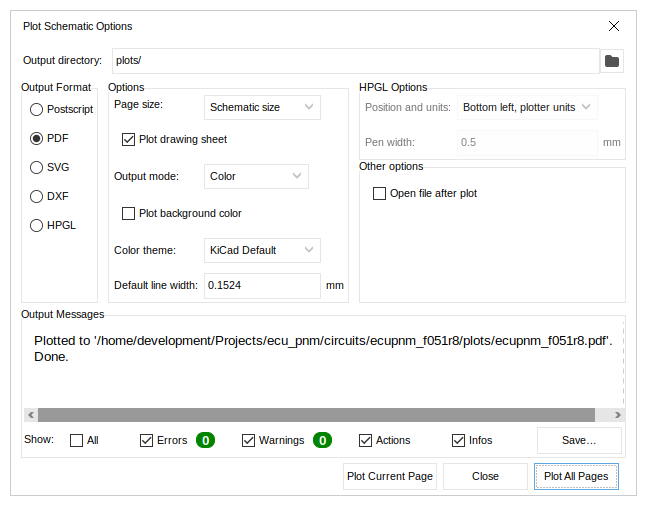 Plot Schematic Options
Output directory: plots/
Output Format
Postscript
PDF
SVG
DXF
HPGL
Options
Page size: Schematic size
Plot drawing sheet
Output mode: Color
Plot background color
Color theme: KiCad Default
Default line width: 0.1524 mm
HPGL Options
Position and units: Bottom left, plotter units
Pen width: 0.5 mm
Other options
Open file after plot
Output Messages
Plotted to '/home/development/Projects/ecu_pnm/circuits/ecupnm_f051r8/plots/ecupnm_f051r8.pdf'.
Done.
Show: All Errors 0 Warnings 0 Actions Infos Save...
Plot Current Page Close Plot All Pages